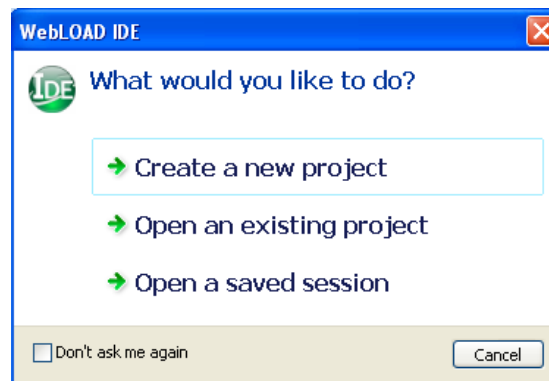 WebLOAD IDE
IDE
What would you like to do?
Create a new project
Open an existing project
Open a saved session
Don't ask me again
Cancel